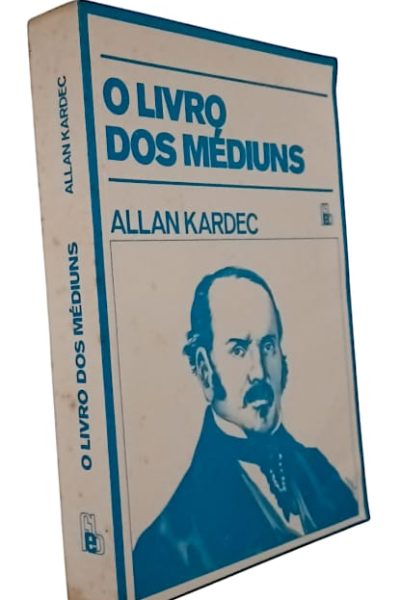 O LIVRO
DOS MÉDIUNS
ALLAN KARDEC
O LIVRO DOS MÉDIUNS
ALLAN KARDEC